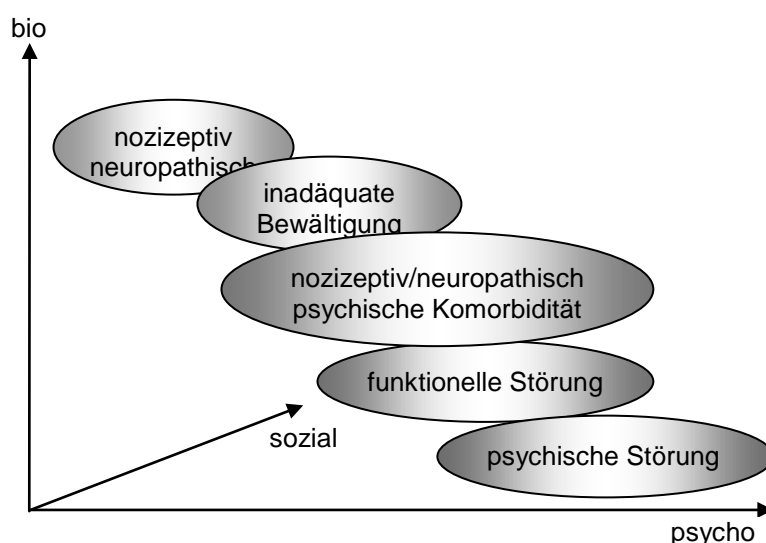 bio
nozizeptiv
neuropathisch
inadäquate
Bewältigung
nozizeptiv/neuropathisch
psychische Komorbidität
funktionelle Störung
sozial
psychische Störung
psycho